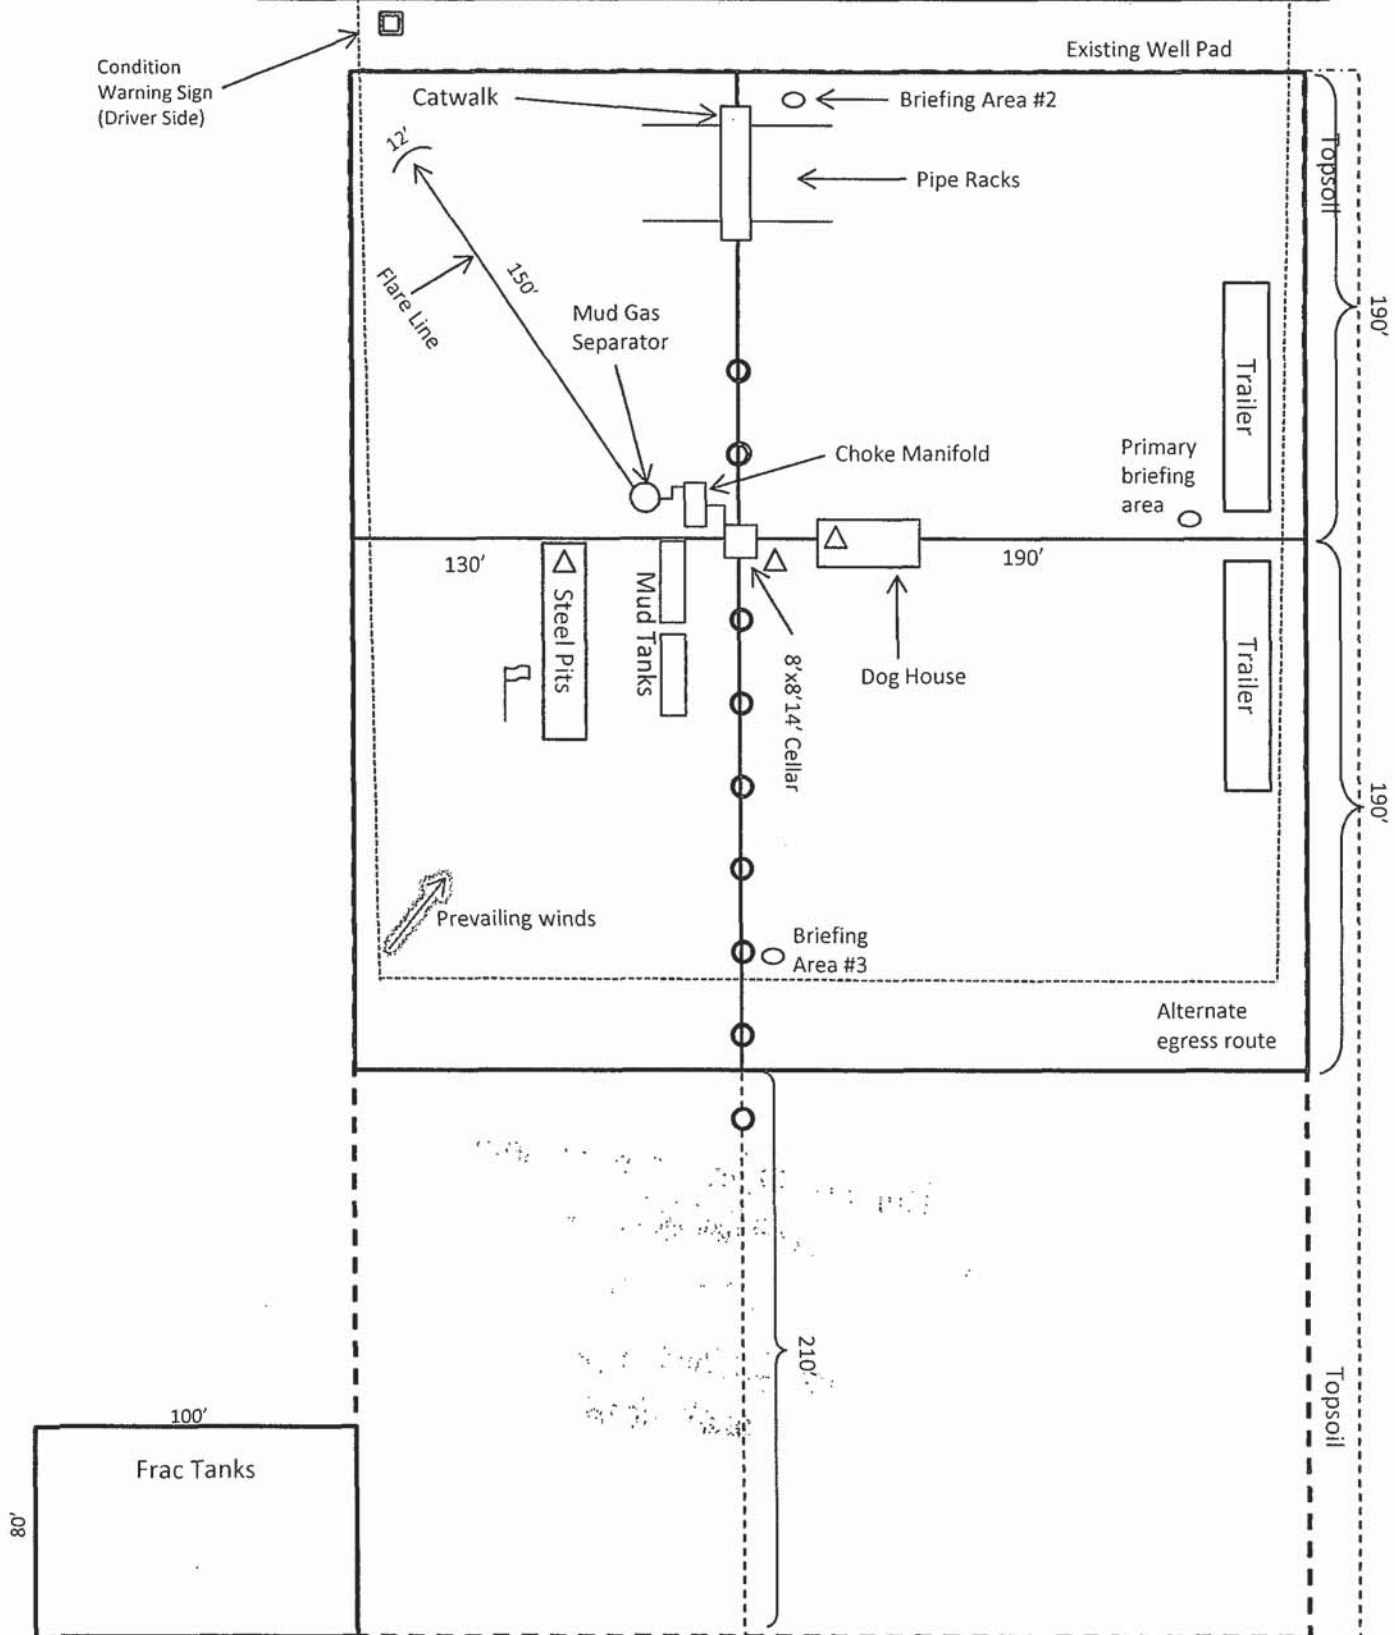 Existing Well Pad
Condition
Warning Sign
(Driver Side)
Catwalk
Briefing Area #2
12'
Topsoil
Pipe Racks
190'
Flare Line
150'
Mud Gas
Separator
Trailer
Choke Manifold
Primary
briefing
area
130'
190'
Steel Pits
Mud Tanks
8'x8'14' Cellar
Dog House
Trailer
190'
Prevailing winds
Briefing
Area #3
Alternate
egress route
210'
Topsoil
100'
Frac Tanks
80'